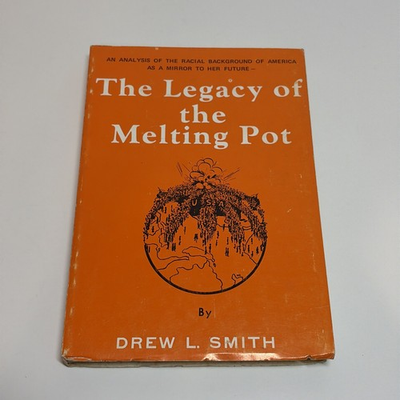 AN ANALYSIS OF THE RACIAL BACKGROUND OF AMERICA
AS A MIRROR TO HER FUTURE —
The Legacy of
the
Melting Pot
U.S.A.
By
DREW L. SMITH